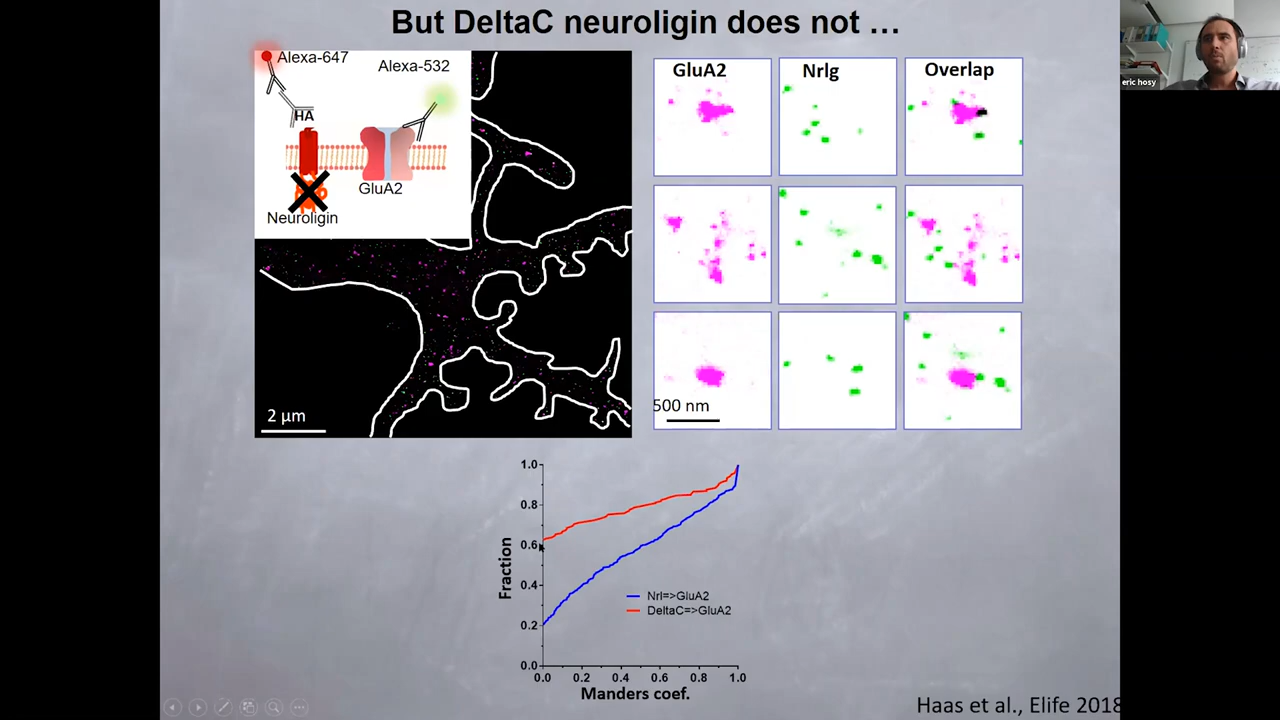 But DeltaC neuroligin does not ...
eric hosy
Alexa-647
Alexa-532
HA
GluA2
Neuroligin
2 µm
GluA2
Nrlg
Overlap
500 nm
1.0
0.8
0.6
0.4
0.2
0.0
Fraction
Nrl=>GluA2
DeltaC=>GluA2
0.0 0.2 0.4 0.6 0.8 1.0
Manders coef.
Haas et al., Elife 2018